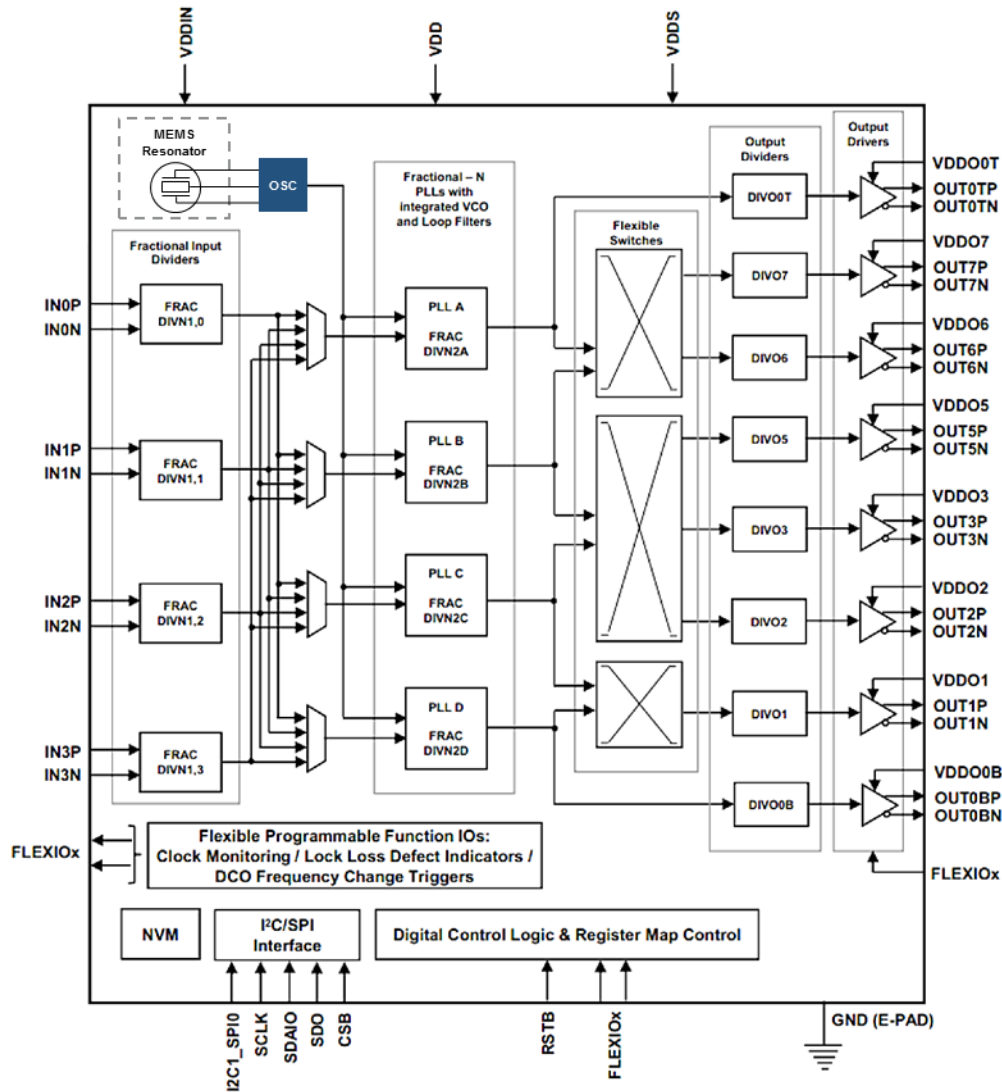 VDDIN
VDD
VDDS
MEMS
Resonator
OSC
Fractional – N
PLLs with
integrated VCO
and Loop Filters
Output
Dividers
Output
Drivers
Fractional Input
Dividers
Flexible
Switches
IN0P
IN0N
FRAC
DIVN1,0
IN1P
IN1N
FRAC
DIVN1,1
IN2P
IN2N
FRAC
DIVN1,2
IN3P
IN3N
FRAC
DIVN1,3
PLL A
FRAC
DIVN2A
PLL B
FRAC
DIVN2B
PLL C
FRAC
DIVN2C
PLL D
FRAC
DIVN2D
DIVO0T
DIVO7
DIVO6
DIVO5
DIVO3
DIVO2
DIVO1
DIVO0B
VDDO0T
OUT0TP
OUT0TN
VDDO7
OUT7P
OUT7N
VDDO6
OUT6P
OUT6N
VDDO5
OUT5P
OUT5N
VDDO3
OUT3P
OUT3N
VDDO2
OUT2P
OUT2N
VDDO1
OUT1P
OUT1N
VDDO0B
OUT0BP
OUT0BN
FLEXIOx
FLEXIOx
Flexible Programmable Function IOs:
Clock Monitoring / Lock Loss Defect Indicators /
DCO Frequency Change Triggers
NVM
I²C/SPI
Interface
Digital Control Logic & Register Map Control
I2C1_SPI0
SCLK
SDAIO
SDO
CSB
RSTB
FLEXIOx
GND (E-PAD)